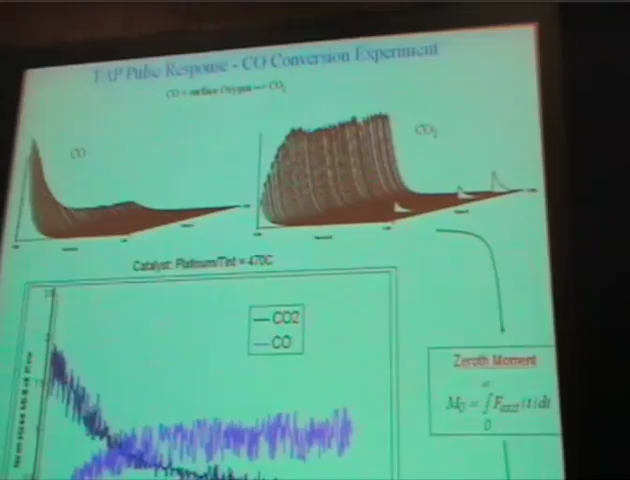 TAP Pulse Response - CO Conversion Experiment
CO + surface Oxygen --> CO2
CO
CO2
Catalyst: Platinum/Tint = 470C
CO2
CO
Zeroth Moment
M0 = ∫0∞ Fexit (t) dt